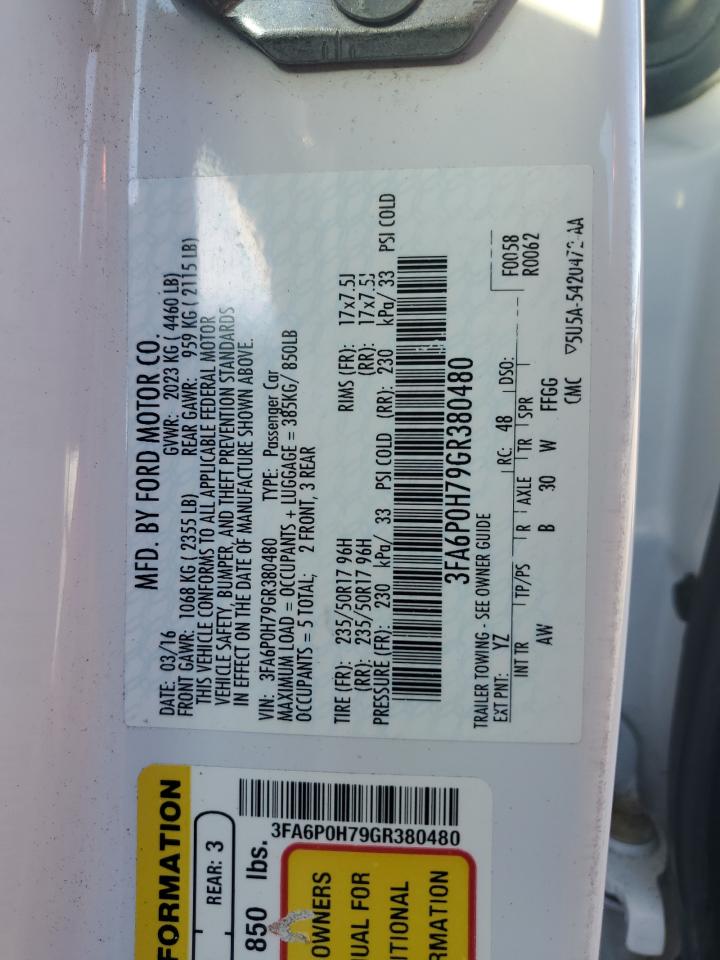 MFD. BY FORD MOTOR CO.
DATE: 03/16 GVWR: 2023 KG ( 4460 LB)
FRONT GAWR: 1068 KG ( 2355 LB) REAR GAWR: 959 KG ( 2115 LB)
THIS VEHICLE CONFORMS TO ALL APPLICABLE FEDERAL MOTOR
VEHICLE SAFETY, BUMPER, AND THEFT PREVENTION STANDARDS
IN EFFECT ON THE DATE OF MANUFACTURE SHOWN ABOVE.
VIN: 3FA6P0H79GR380480 TYPE: Passenger Car
MAXIMUM LOAD = OCCUPANTS + LUGGAGE = 385KG/ 850LB
OCCUPANTS = 5 TOTAL; 2 FRONT, 3 REAR
TIRE (FR): 235/50R17 96H RIMS (FR): 17x7.5J
(RR): 235/50R17 96H (RR): 17x7.5J
PRESSURE (FR): 230 kPa/ 33 PSI COLD (RR): 230 kPa/ 33 PSI COLD
3FA6P0H79GR380480
TRAILER TOWING - SEE OWNER GUIDE F0058
EXT PNT: YZ RC: 48 DSO: R0062
INT TR TP/PS R AXLE TR SPR
AW B 30 W FFGG
CMC ▽5U5A-5420472-AA
FORMATION
REAR: 3
850 lbs.
3FA6P0H79GR380480
OWNERS
UAL FOR
ITIONAL
RMATION